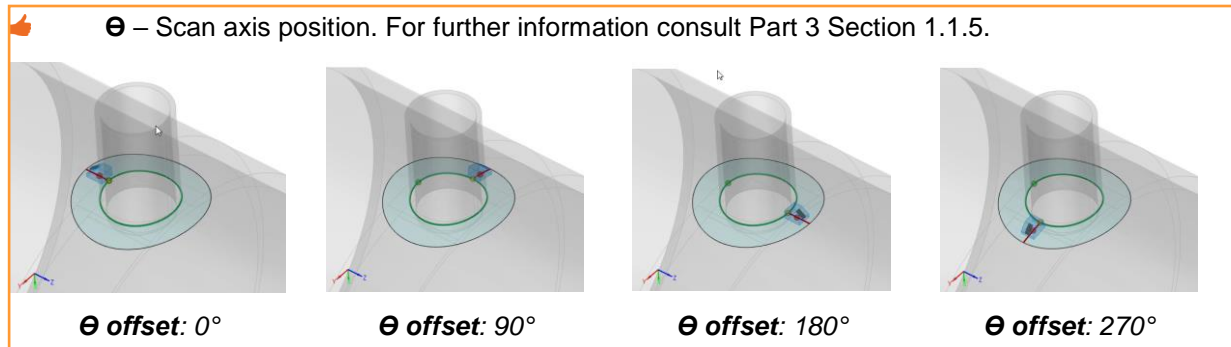 ϴ – Scan axis position. For further information consult Part 3 Section 1.1.5.
ϴ offset: 0°
ϴ offset: 90°
ϴ offset: 180°
ϴ offset: 270°